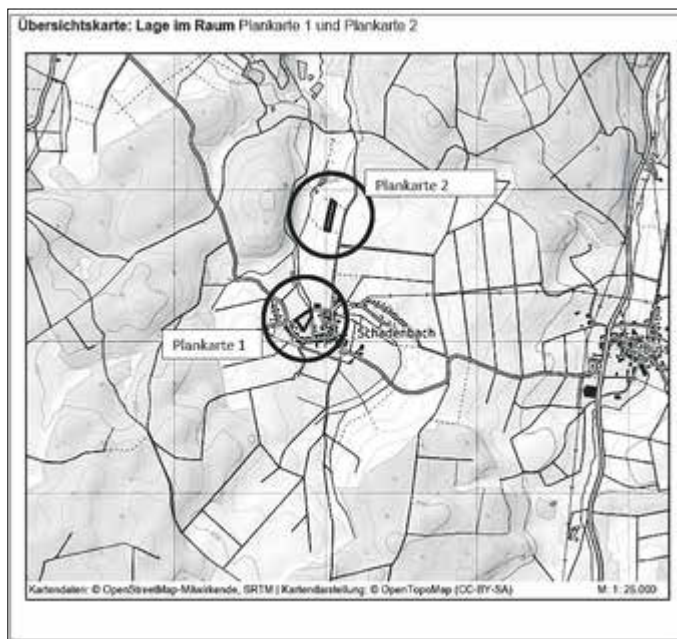 Übersichtskarte: Lage im Raum Plankarte 1 und Plankarte 2
Plankarte 2
Schadenbach
Plankarte 1
Kartendaten: © OpenStreetMap-Mitwirkende, SRTM | Kartendarstellung: © OpenTopoMap (CC-BY-SA) M: 1: 25.000